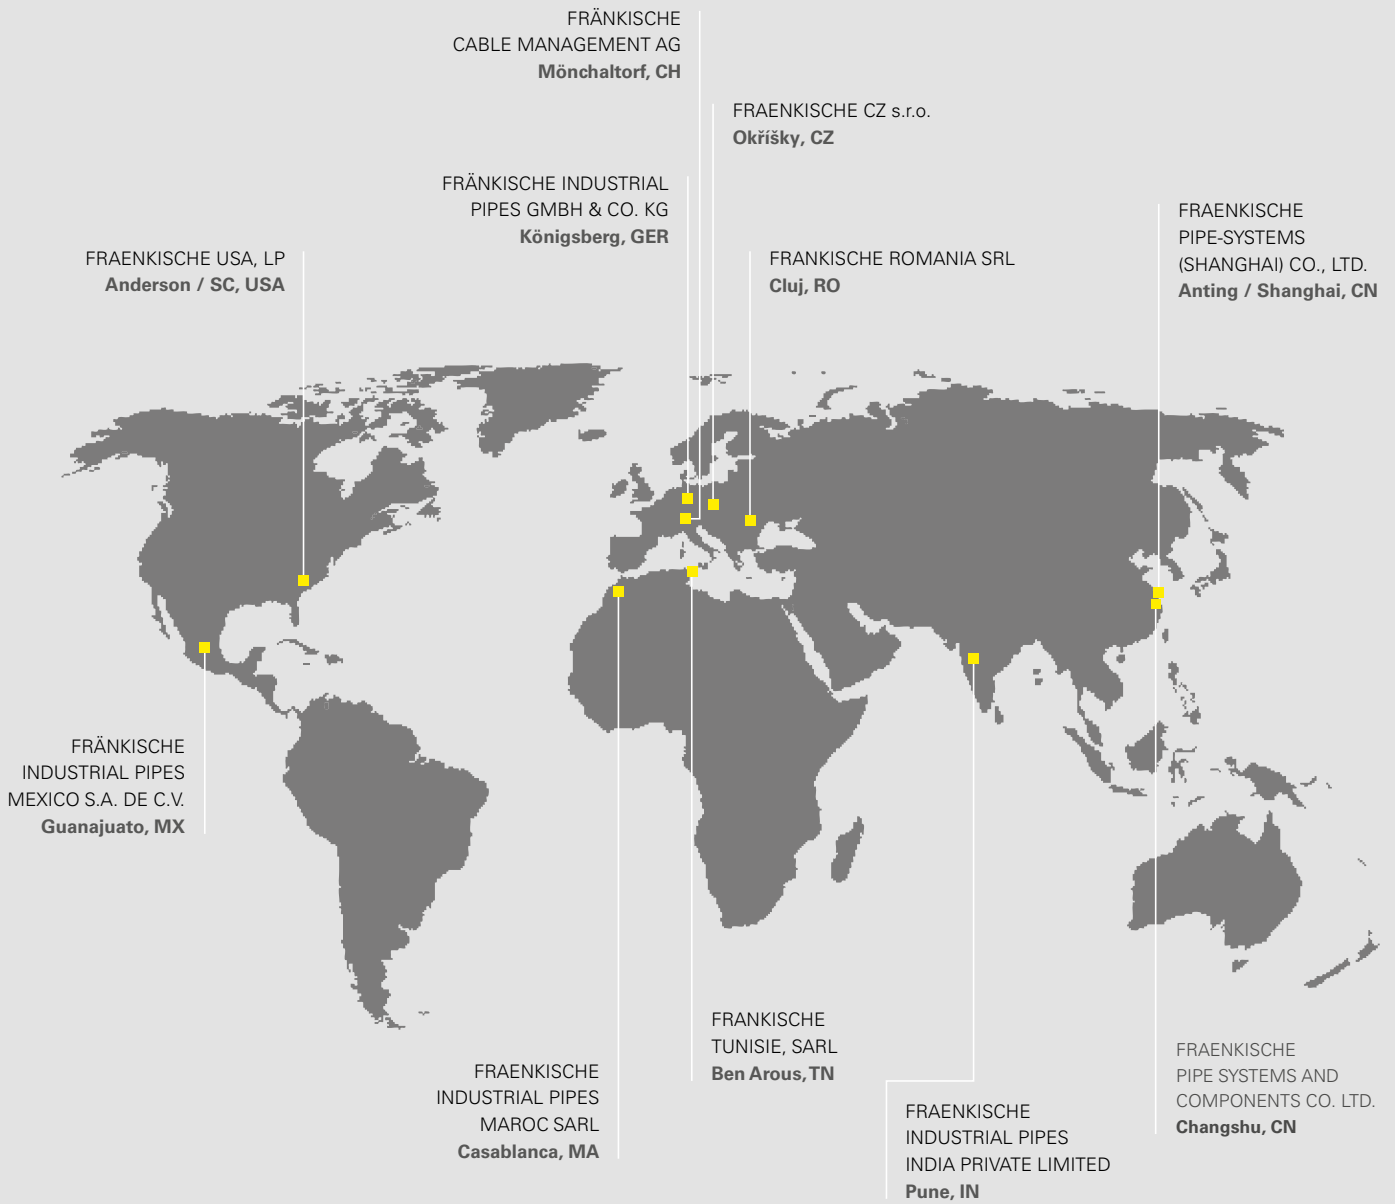 FRÄNKISCHE
CABLE MANAGEMENT AG
Mönchaltorf, CH
FRAENKISCHE CZ s.r.o.
Okříšky, CZ
FRÄNKISCHE INDUSTRIAL
PIPES GMBH & CO. KG
Königsberg, GER
FRAENKISCHE
PIPE-SYSTEMS
(SHANGHAI) CO., LTD.
Anting / Shanghai, CN
FRAENKISCHE USA, LP
Anderson / SC, USA
FRANKISCHE ROMANIA SRL
Cluj, RO
FRÄNKISCHE
INDUSTRIAL PIPES
MEXICO S.A. DE C.V.
Guanajuato, MX
FRAENKISCHE
INDUSTRIAL PIPES
MAROC SARL
Casablanca, MA
FRANKISCHE
TUNISIE, SARL
Ben Arous, TN
FRAENKISCHE
INDUSTRIAL PIPES
INDIA PRIVATE LIMITED
Pune, IN
FRAENKISCHE
PIPE SYSTEMS AND
COMPONENTS CO. LTD.
Changshu, CN